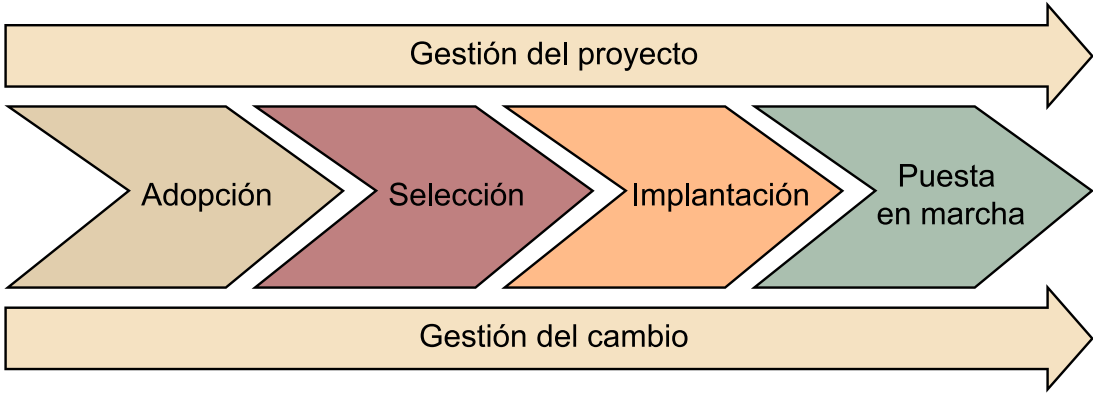 Gestión del proyecto
Adopción
Selección
Implantación
Puesta
en marcha
Gestión del cambio